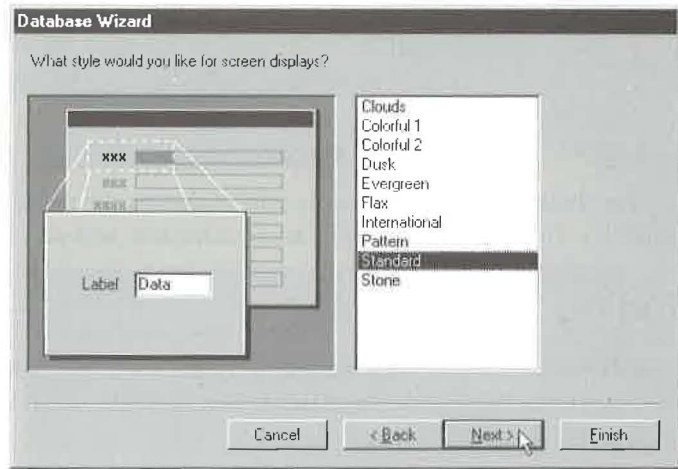 Database Wizard
What style would you like for screen displays?
xxx
xxx
xxxx
Label Data
Clouds
Colorful 1
Colorful 2
Dusk
Evergreen
Flax
International
Pattern
Standard
Stone
Cancel < Back Next > Finish